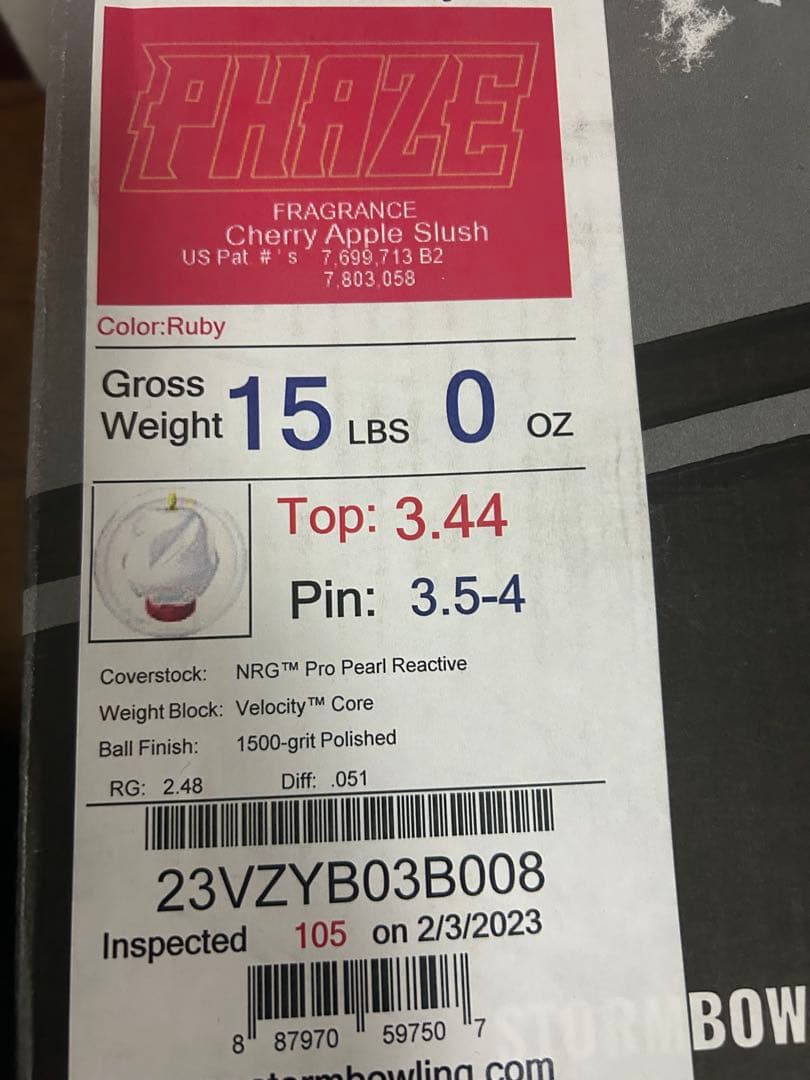 PHAZE
FRAGRANCE
Cherry Apple Slush
US Pat #'s 7,699,713 B2
7,803,058
Color:Ruby
Gross Weight 15 LBS 0 OZ
Top: 3.44
Pin: 3.5-4
Coverstock: NRG™ Pro Pearl Reactive
Weight Block: Velocity™ Core
Ball Finish: 1500-grit Polished
RG: 2.48 Diff: .051
23VZYB03B008
Inspected 105 on 2/3/2023
8 87970 59750 7
STORMBOW
stormbowling.com